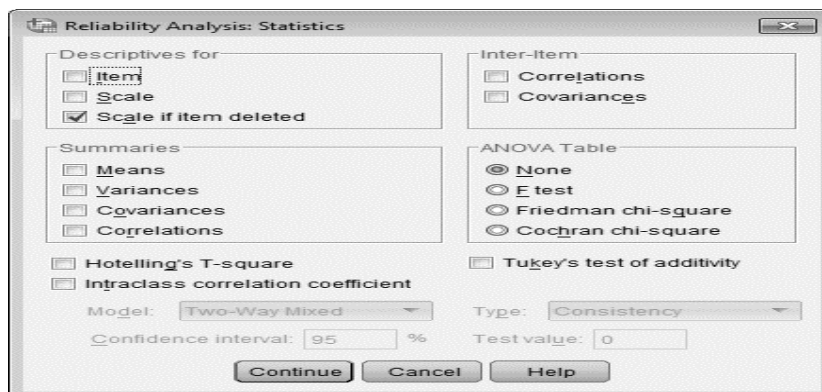 Reliability Analysis: Statistics
Descriptives for
Item
Scale
Scale if item deleted
Inter-Item
Correlations
Covariances
Summaries
Means
Variances
Covariances
Correlations
ANOVA Table
None
F test
Friedman chi-square
Cochran chi-square
Hotelling's T-square
Tukey's test of additivity
Intraclass correlation coefficient
Model: Two-Way Mixed
Type: Consistency
Confidence interval: 95 %
Test value: 0
Continue
Cancel
Help